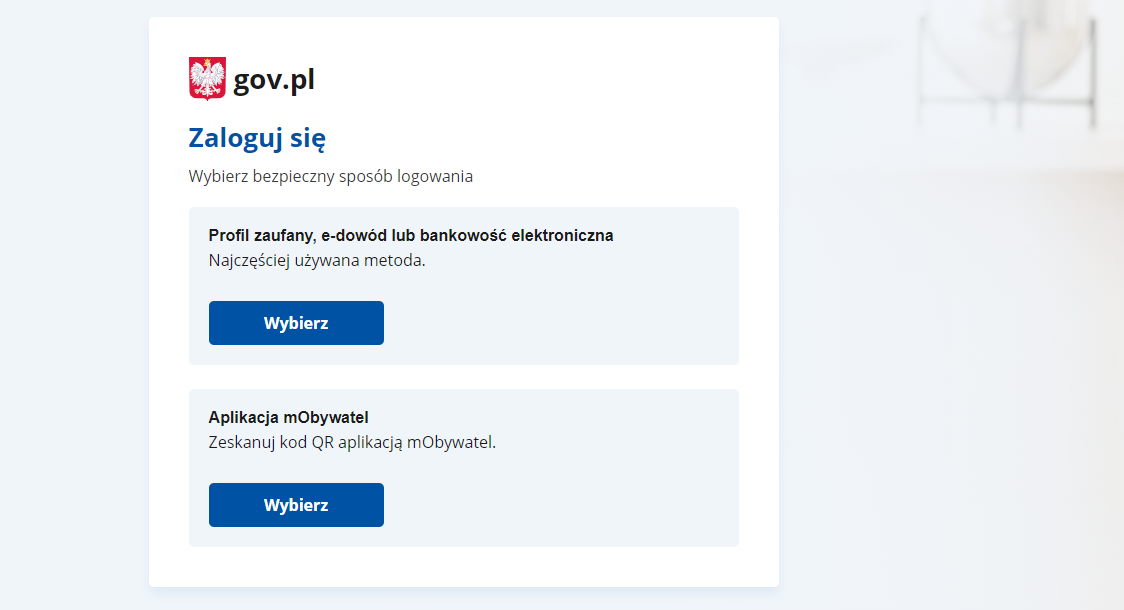 gov.pl
Zaloguj się
Wybierz bezpieczny sposób logowania
Profil zaufany, e-dowód lub bankowość elektroniczna
Najczęściej używana metoda.
Wybierz
Aplikacja mObywatel
Zeskanuj kod QR aplikacją mObywatel.
Wybierz